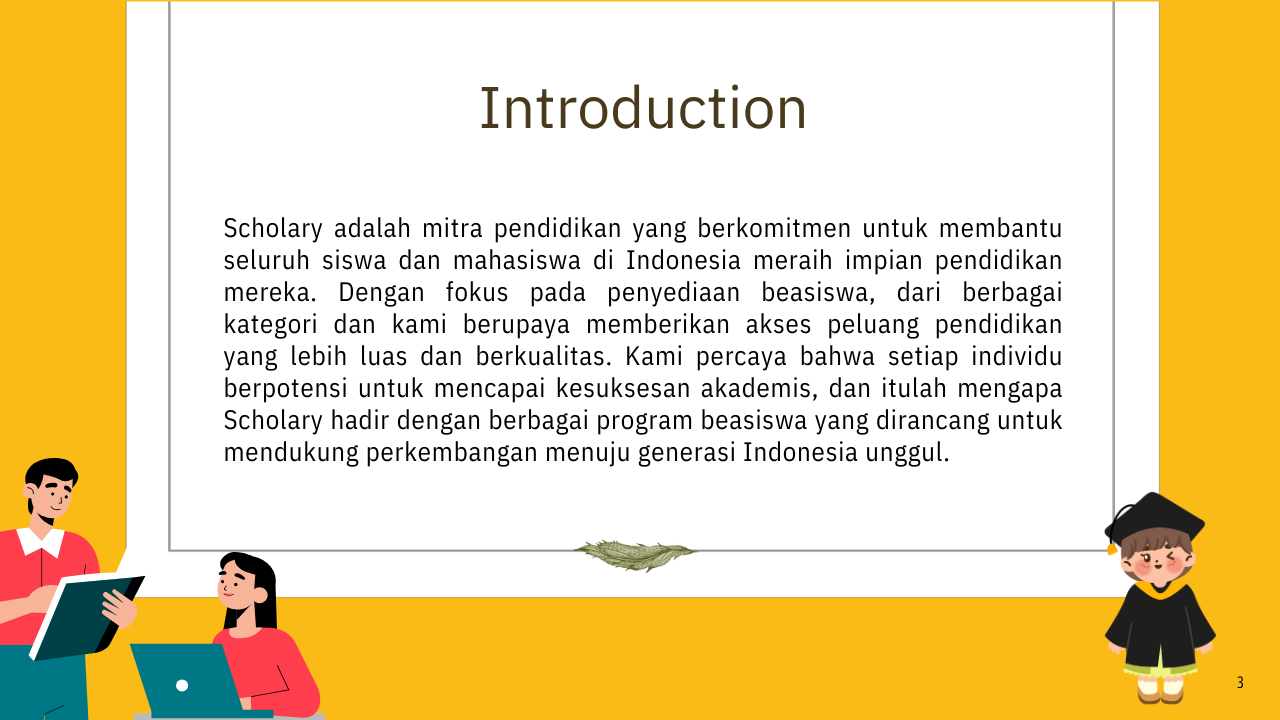 Introduction
Scholary adalah mitra pendidikan yang berkomitmen untuk membantu
seluruh siswa dan mahasiswa di Indonesia meraih impian pendidikan
mereka. Dengan fokus pada penyediaan beasiswa, dari berbagai
kategori dan kami berupaya memberikan akses peluang pendidikan
yang lebih luas dan berkualitas. Kami percaya bahwa setiap individu
berpotensi untuk mencapai kesuksesan akademis, dan itulah mengapa
Scholary hadir dengan berbagai program beasiswa yang dirancang untuk
mendukung perkembangan menuju generasi Indonesia unggul.
3